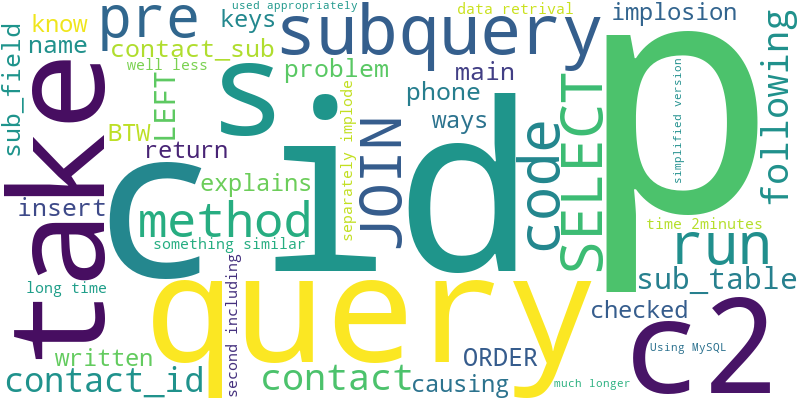 used appropriately
data retrival
know
pre
keys
subquery
implosion
name
contact_sub
well less
problem
main
sub_field
take
s
LEFT
separately implode
phone
SELECT
simplified version
following
BTW
ways
JOIN
code
return
cid
p
explains
insert
method
something similar
time 2minutes
run
long time
query
second including
sub_table
c2
checked
written
ORDER
Using MySQL
contact_id
contact
causing
much longer